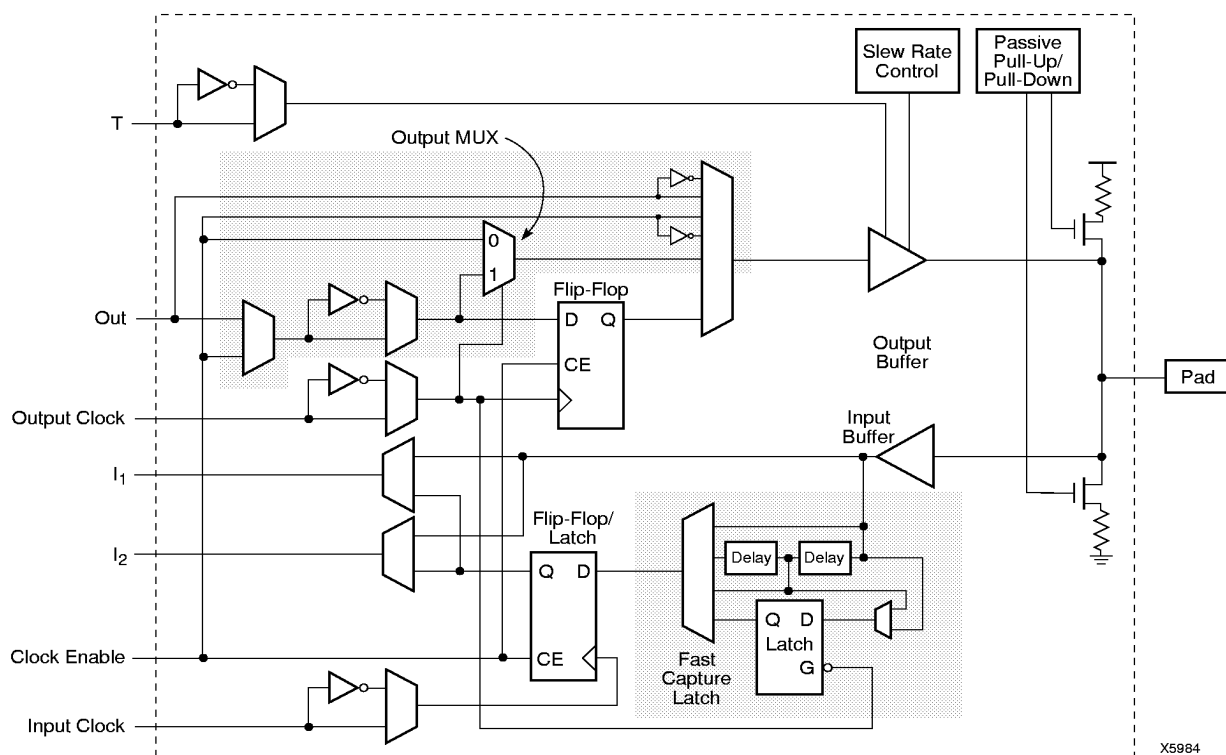 Slew Rate
Control
Passive
Pull-Up/
Pull-Down
T
Output MUX
0
1
Flip-Flop
D
Q
CE
Out
Output
Buffer
Pad
Output Clock
Input
Buffer
I1
Flip-Flop/
Latch
I2
Delay
Delay
Q
D
Q
D
Latch
G
Clock Enable
CE
Fast
Capture
Latch
Input Clock
X5984